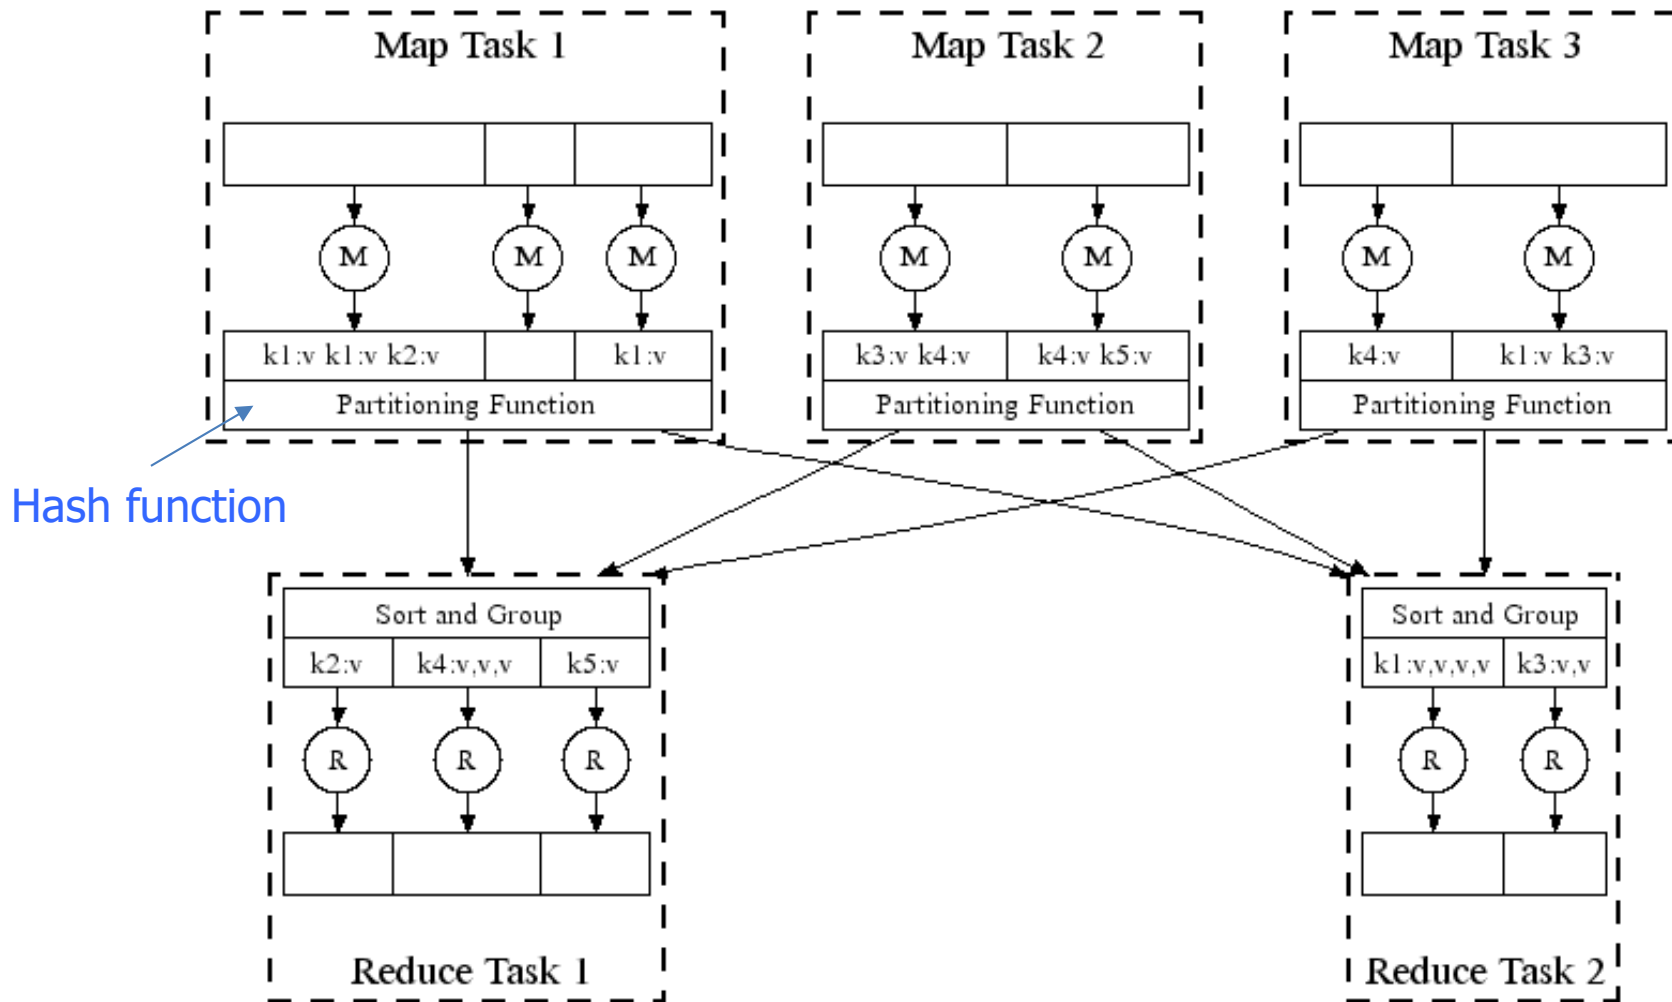 Map Task 1
Map Task 2
Map Task 3
M
M
M
M
M
M
M
k1:v k1:v k2:v
k1:v
k3:v k4:v
k4:v k5:v
k4:v
k1:v k3:v
Partitioning Function
Partitioning Function
Partitioning Function
Hash function
Sort and Group
Sort and Group
k2:v
k4:v,v,v
k5:v
k1:v,v,v,v
k3:v,v
R
R
R
R
R
Reduce Task 1
Reduce Task 2